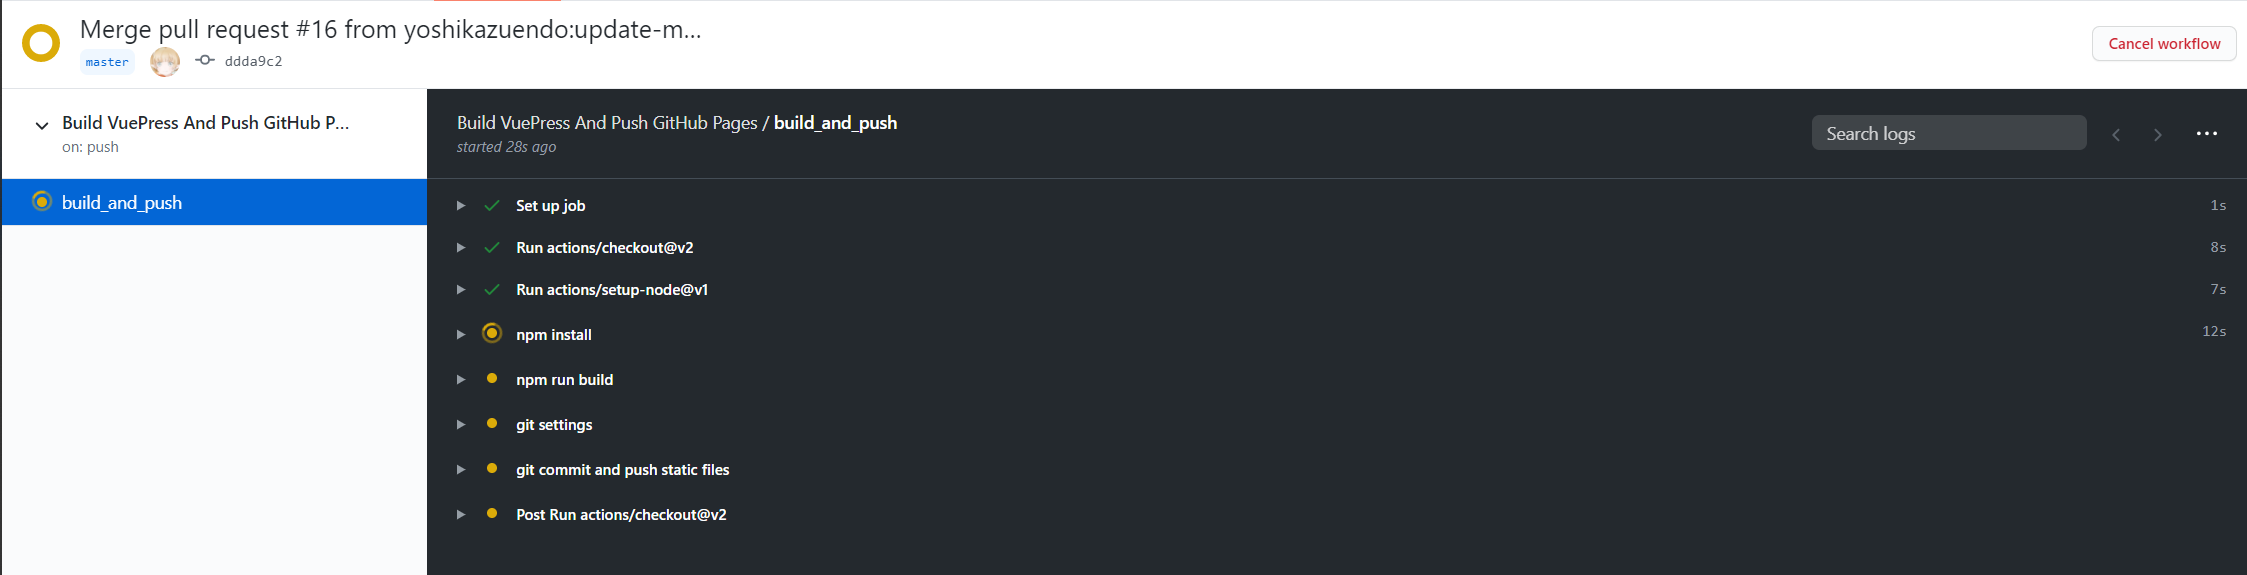 Merge pull request #16 from yoshikazuendo:update-m...
master ddda9c2
Cancel workflow
Build VuePress And Push GitHub P...
on: push
build_and_push
Build VuePress And Push GitHub Pages / build_and_push
started 28s ago
Search logs
Set up job 1s
Run actions/checkout@v2 8s
Run actions/setup-node@v1 7s
npm install 12s
npm run build
git settings
git commit and push static files
Post Run actions/checkout@v2